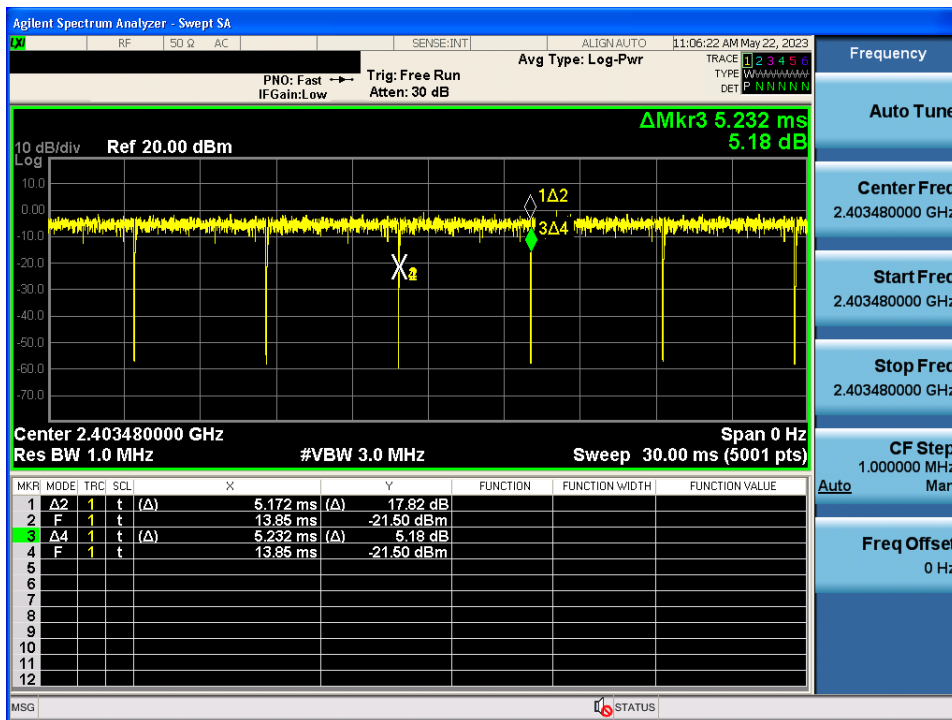 Agilent Spectrum Analyzer - Swept SA
LXI RF 50 Ω AC SENSE:INT ALIGN AUTO 11:06:22 AM May 22, 2023
Avg Type: Log-Pwr
TRACE 1 2 3 4 5 6
TYPE W
DET P N N N N N
PNO: Fast
IFGain:Low
Trig: Free Run
Atten: 30 dB
ΔMkr3 5.232 ms
5.18 dB
10 dB/div Ref 20.00 dBm
Log
10.0
0.00
-10.0
-20.0
-30.0
-40.0
-50.0
-60.0
-70.0
1Δ2
3Δ4
Center 2.403480000 GHz Span 0 Hz
Res BW 1.0 MHz #VBW 3.0 MHz Sweep 30.00 ms (5001 pts)
MKR MODE TRC SCL X Y FUNCTION FUNCTION WIDTH FUNCTION VALUE
1 Δ2 1 t (Δ) 5.172 ms (Δ) 17.82 dB
2 F 1 t 13.85 ms -21.50 dBm
3 Δ4 1 t (Δ) 5.232 ms (Δ) 5.18 dB
4 F 1 t 13.85 ms -21.50 dBm
5
6
7
8
9
10
11
12
MSG STATUS
Frequency
Auto Tune
Center Freq
2.403480000 GHz
Start Freq
2.403480000 GHz
Stop Freq
2.403480000 GHz
CF Step
1.000000 MHz
Auto Man
Freq Offset
0 Hz